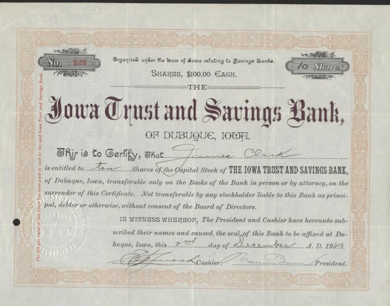 Organized under the law of Iowa relating to Savings Banks.
No.
10 Shares
SHARES, $100.00 EACH.
THE
Iowa Trust and Savings Bank,
OF DUBUQUE, IOWA.
This is to Certify, That James Clark
is entitled to ten Shares of the Capital Stock of THE IOWA TRUST AND SAVINGS BANK,
of Dubuque, Iowa, transferable only on the Books of the Bank in person or by attorney, on the
surrender of this Certificate. Not transferable by any stockholder liable to this Bank as princi-
pal, debtor or otherwise, without consent of the Board of Directors.
IN WITNESS WHEREOF, The President and Cashier have hereunto sub-
scribed their names and caused the seal of this Bank to be affixed at Du-
buque, Iowa, this 2nd day of December A. D. 19
Cashier. President.